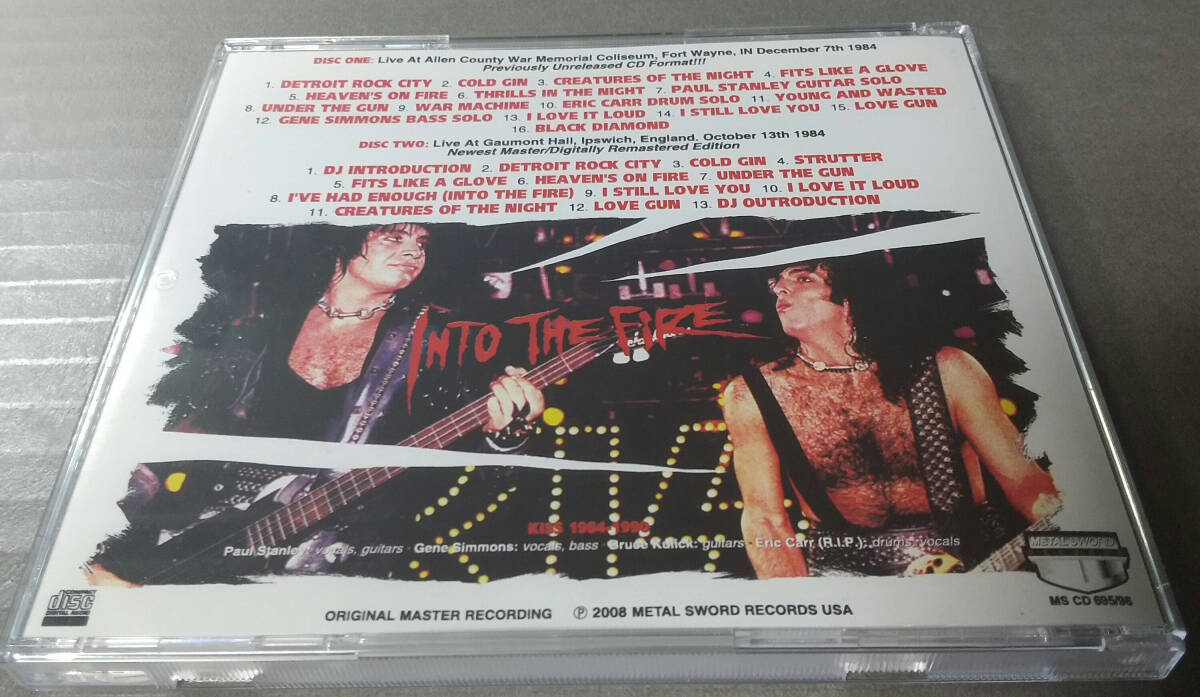 DISC ONE: Live At Allen County War Memorial Coliseum, Fort Wayne, IN December 7th 1984
Previously Unreleased CD Format!!!
1. DETROIT ROCK CITY 2. COLD GIN 3. CREATURES OF THE NIGHT 4. FITS LIKE A GLOVE
5. HEAVEN'S ON FIRE 6. THRILLS IN THE NIGHT 7. PAUL STANLEY GUITAR SOLO
8. UNDER THE GUN 9. WAR MACHINE 10. ERIC CARR DRUM SOLO 11. YOUNG AND WASTED
12. GENE SIMMONS BASS SOLO 13. I LOVE IT LOUD 14. I STILL LOVE YOU 15. LOVE GUN
16. BLACK DIAMOND
DISC TWO: Live At Gaumont Hall, Ipswich, England. October 13th 1984
Newest Master/Digitally Remastered Edition
1. DJ INTRODUCTION 2. DETROIT ROCK CITY 3. COLD GIN 4. STRUTTER
5. FITS LIKE A GLOVE 6. HEAVEN'S ON FIRE 7. UNDER THE GUN
8. I'VE HAD ENOUGH (INTO THE FIRE) 9. I STILL LOVE YOU 10. I LOVE IT LOUD
11. CREATURES OF THE NIGHT 12. LOVE GUN 13. DJ OUTRODUCTION
INTO THE FIRE
KISS 1984-1996
Paul Stanley: vocals, guitars · Gene Simmons: vocals, bass · Bruce Kulick: guitars · Eric Carr (R.I.P.): drums, vocals
METAL SWORD
MS CD 695/96
COMPACT
disc
DIGITAL AUDIO
ORIGINAL MASTER RECORDING ℗ 2008 METAL SWORD RECORDS USA